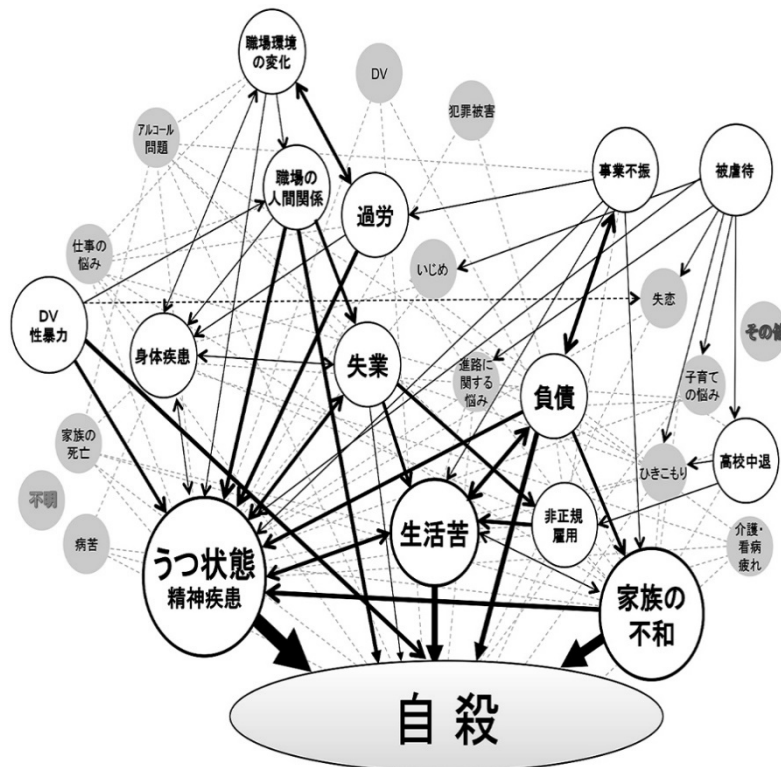 職場環境
の変化
DV
犯罪被害
アルコール
問題
職場の
人間関係
過労
事業不振
被虐待
仕事の
悩み
いじめ
失恋
DV
性暴力
身体疾患
失業
進路に
関する
悩み
負債
子育て
の悩み
その他
家族の
死亡
ひきこもり
高校中退
不明
病苦
うつ状態
精神疾患
生活苦
非正規
雇用
介護・
看病
疲れ
家族の
不和
自殺